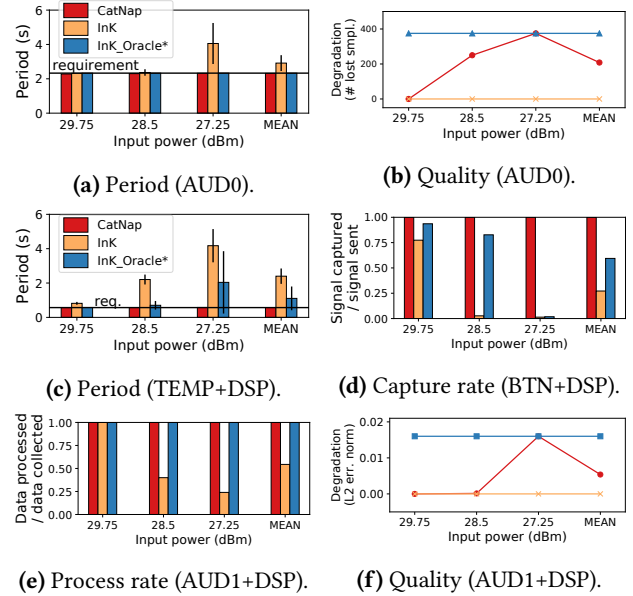 CatNap
InK
InK_Oracle*
requirement
Period (s)
6
4
2
0
29.75 28.5 27.25 MEAN
Input power (dBm)
(a) Period (AUD0).
Degradation
(# lost smpl.)
400
200
0
29.75 28.5 27.25 MEAN
Input power (dBm)
(b) Quality (AUD0).
CatNap
InK
InK_Oracle*
req.
Period (s)
6
4
2
0
29.75 28.5 27.25 MEAN
Input power (dBm)
(c) Period (TEMP+DSP).
Signal captured
/ signal sent
1.00
0.75
0.50
0.25
0.00
29.75 28.5 27.25 MEAN
Input power (dBm)
(d) Capture rate (BTN+DSP).
Data processed
/ data collected
1.00
0.75
0.50
0.25
0.00
29.75 28.5 27.25 MEAN
Input power (dBm)
(e) Process rate (AUD1+DSP).
Degradation
(L2 err. norm)
0.02
0.01
0.00
29.75 28.5 27.25 MEAN
Input power (dBm)
(f) Quality (AUD1+DSP).